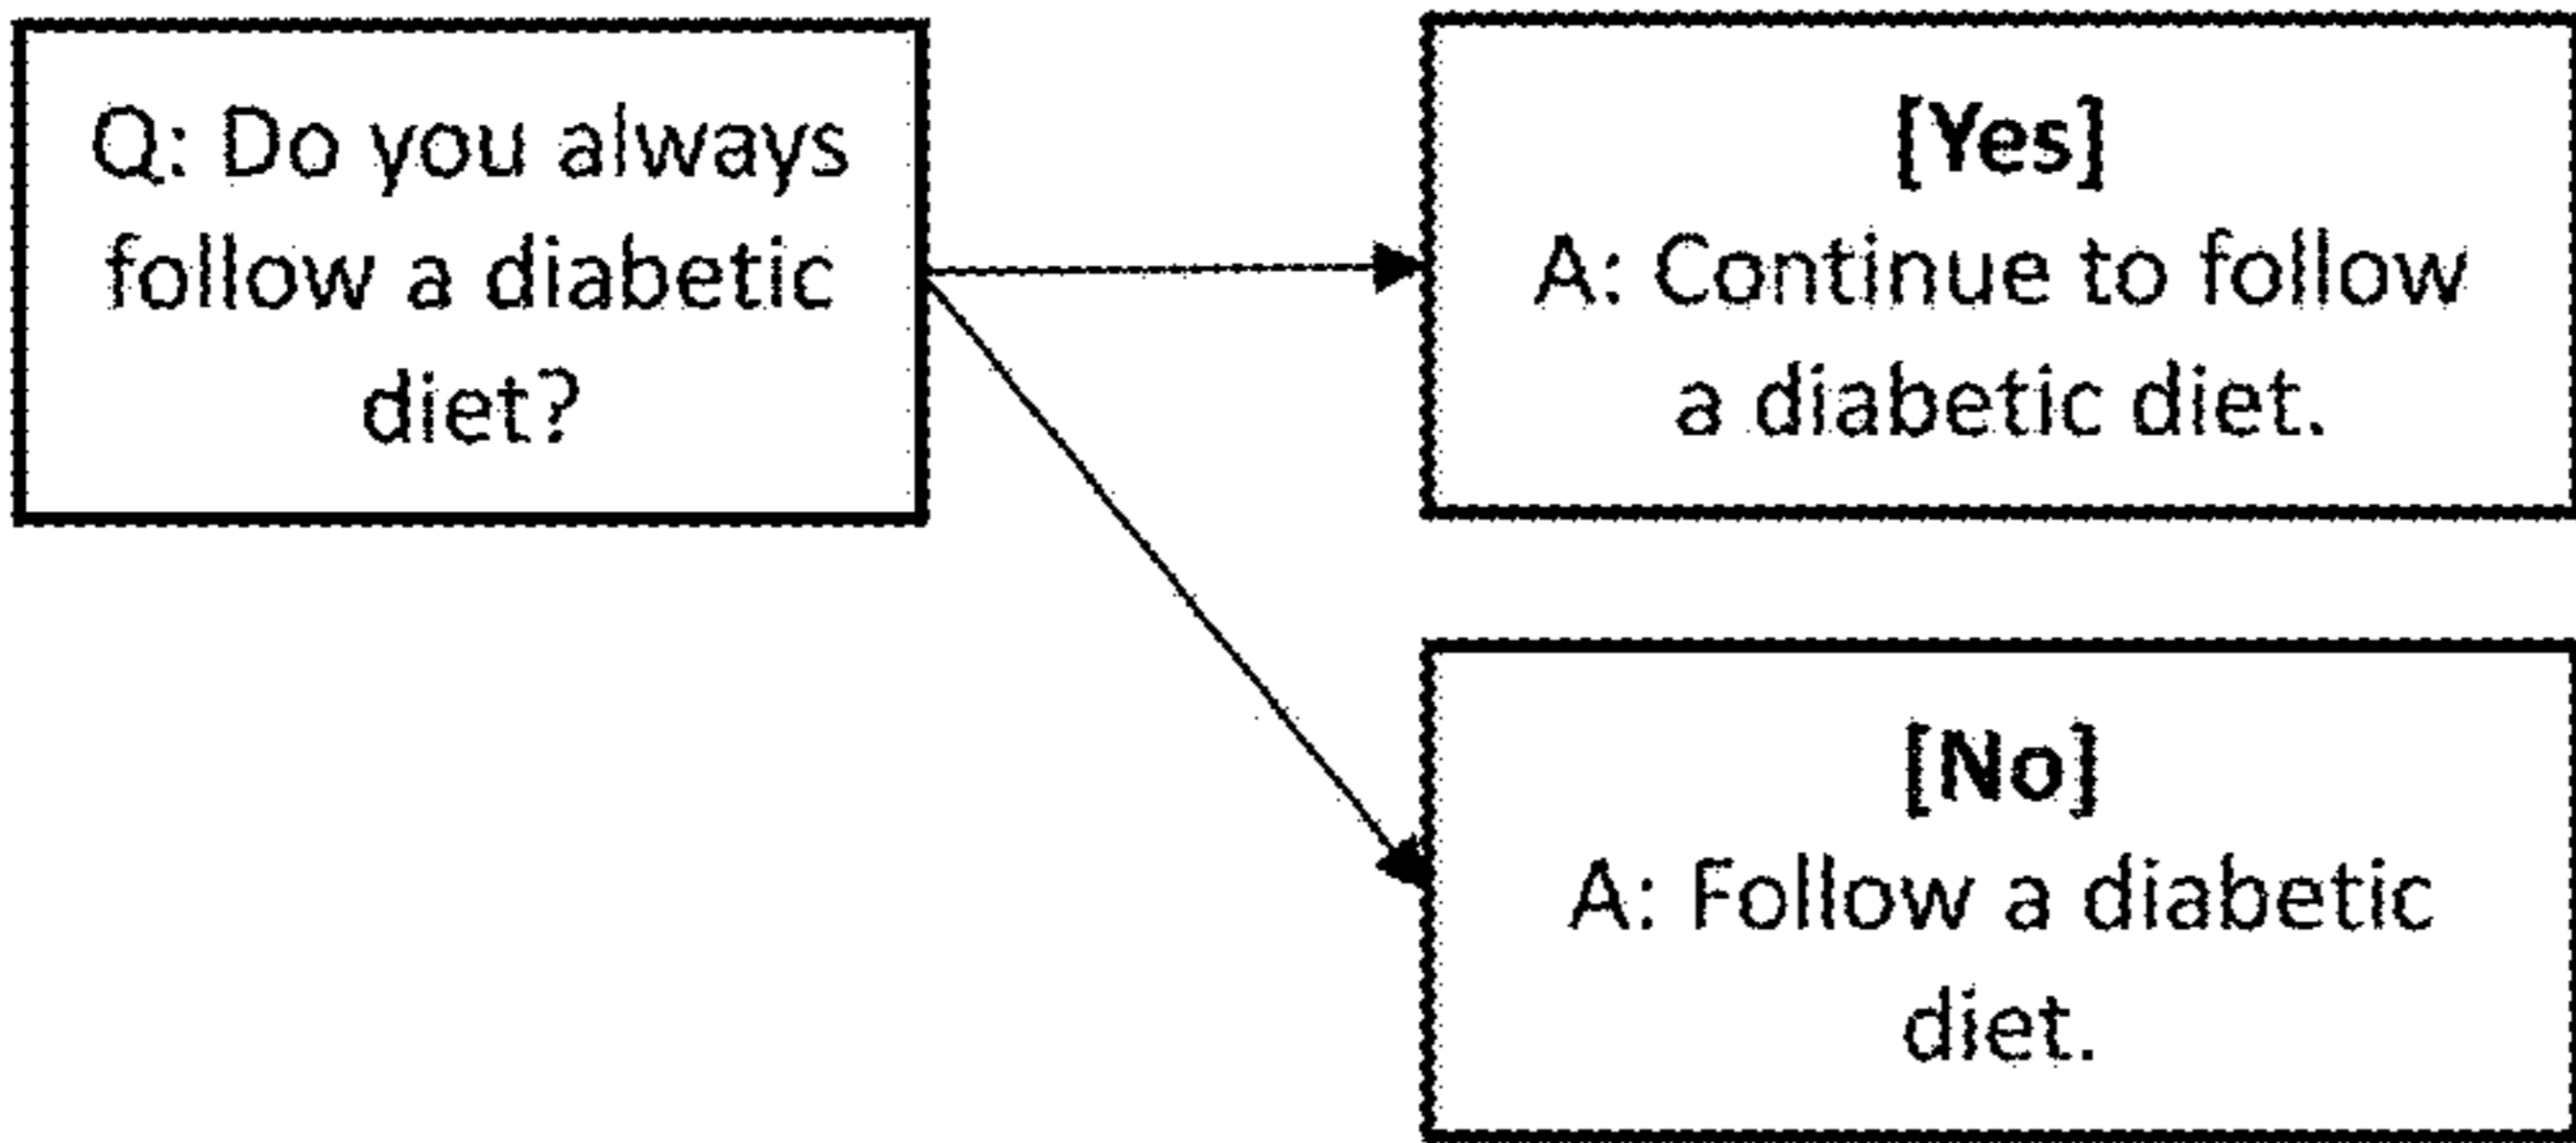 Q: Do you always
follow a diabetic
diet?
[Yes]
A: Continue to follow
a diabetic diet.
[No]
A: Follow a diabetic
diet.